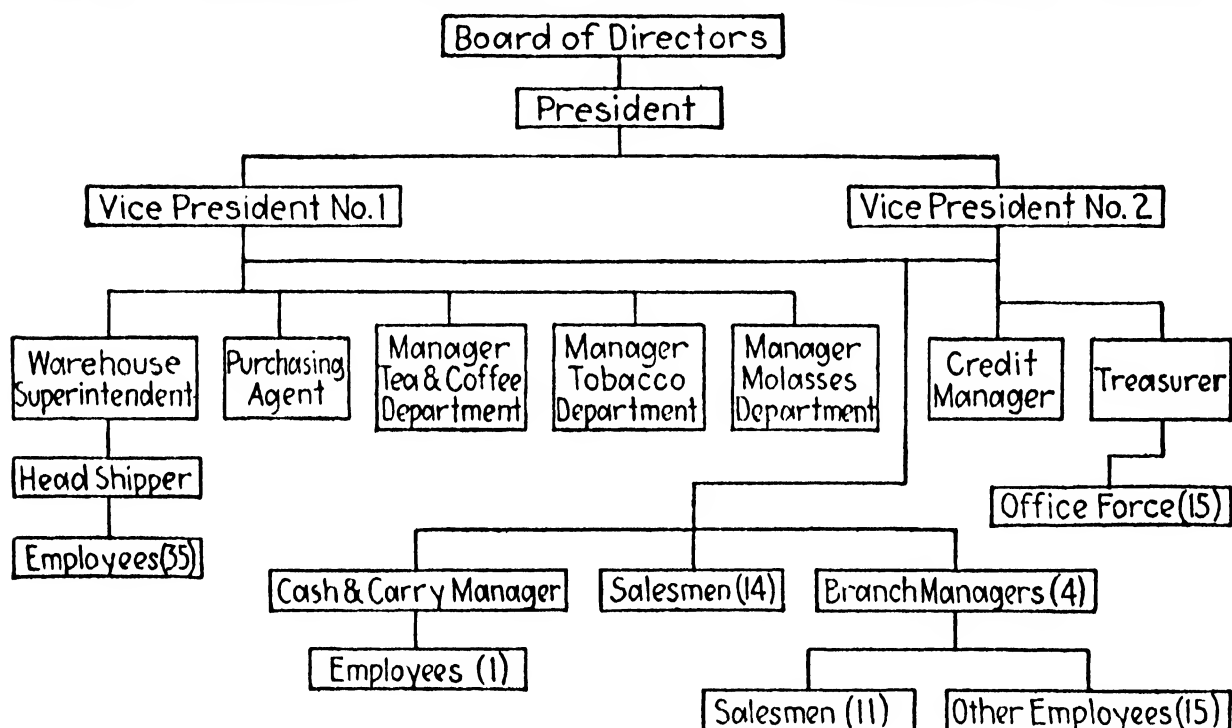 Board of Directors
President
Vice President No.1
Vice President No.2
Warehouse
Superintendent
Purchasing
Agent
Manager
Tea & Coffee
Department
Manager
Tobacco
Department
Manager
Molasses
Department
Credit
Manager
Treasurer
Head Shipper
Office Force (15)
Employees (35)
Cash & Carry Manager
Salesmen (14)
Branch Managers (4)
Employees (1)
Salesmen (11)
Other Employees (15)